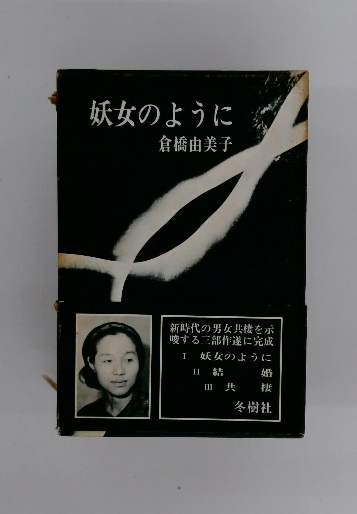 妖女のように
倉橋由美子
新時代の男女共棲を示
唆する三部作遂に完成
I 妖女のように
II 結 婚
III 共 棲
冬樹社